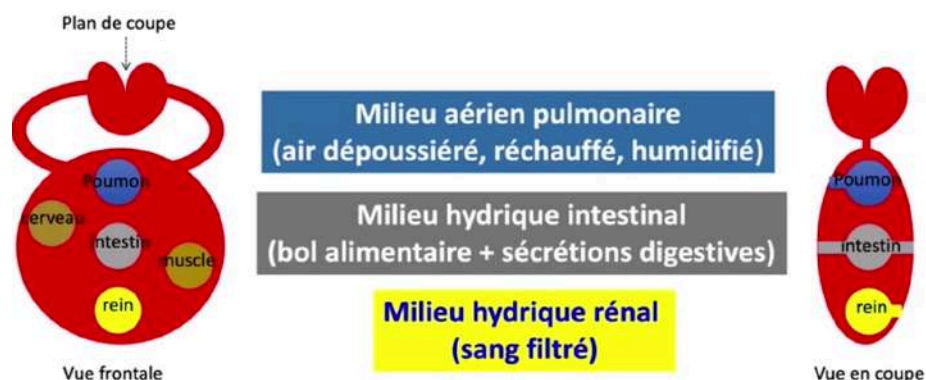 Plan de coupe
Poumon
cerveau
intestin
muscle
rein
Vue frontale
Milieu aérien pulmonaire
(air dépoussiéré, réchauffé, humidifié)
Milieu hydrique intestinal
(bol alimentaire + sécrétions digestives)
Milieu hydrique rénal
(sang filtré)
Poumon
intestin
rein
Vue en coupe